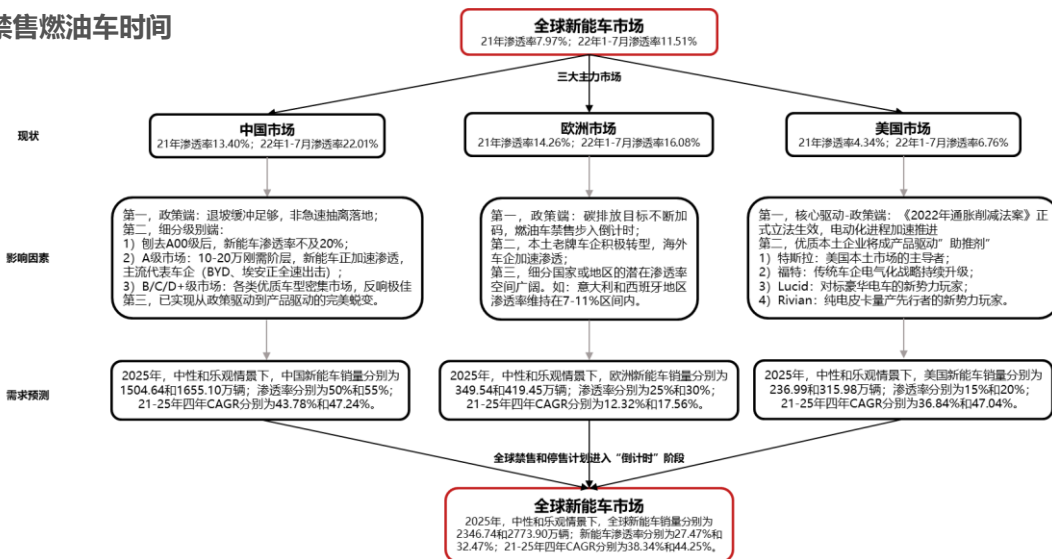 禁售燃油车时间
全球新能车市场
21年渗透率7.97%；22年1-7月渗透率11.51%
三大主力市场
现状
中国市场
21年渗透率13.40%；22年1-7月渗透率22.01%
欧洲市场
21年渗透率14.26%；22年1-7月渗透率16.08%
美国市场
21年渗透率4.34%；22年1-7月渗透率6.76%
影响因素
第一，政策端：退坡缓冲足够，非急速抽离落地；
第二，细分级别端：
1）刨去A00级后，新能车渗透率不及20%；
2）A级市场：10-20万刚需阶层，新能车正加速渗透，
主流代表车企（BYD、埃安正全速出击）；
3）B/C/D+级市场：各类优质车型密集市场，反响极佳
第三，已实现从政策驱动到产品驱动的完美蜕变。
第一，政策端：碳排放目标不断加
码，燃油车禁售步入倒计时；
第二，本土老牌车企积极转型，海外
车企加速渗透；
第三，细分国家或地区的潜在渗透率
空间广阔。如：意大利和西班牙地区
渗透率维持在7-11%区间内。
第一，核心驱动-政策端：《2022年通胀削减法案》正
式立法生效，电动化进程加速推进
第二，优质本土企业将成产品驱动“助推剂”
1）特斯拉：美国本土市场的主导者；
2）福特：传统车企电气化战略持续升级；
3）Lucid：对标豪华电车的新势力玩家；
4）Rivian：纯电皮卡量产先行者的新势力玩家。
需求预测
2025年，中性和乐观情景下，中国新能车销量分别为
1504.64和1655.10万辆；渗透率分别为50%和55%；
21-25年四年CAGR分别为43.78%和47.24%。
2025年，中性和乐观情景下，欧洲新能车销量分别为
349.54和419.45万辆；渗透率分别为25%和30%；
21-25年四年CAGR分别为12.32%和17.56%。
2025年，中性和乐观情景下，美国新能车销量分别为
236.99和315.98万辆；渗透率分别为15%和20%；
21-25年四年CAGR分别为36.84%和47.04%。
全球禁售和停售计划进入“倒计时”阶段
全球新能车市场
2025年，中性和乐观情景下，全球新能车销量分别为
2346.74和2773.90万辆；新能车渗透率分别为27.47%和
32.47%；21-25年四年CAGR分别为38.34%和44.25%。